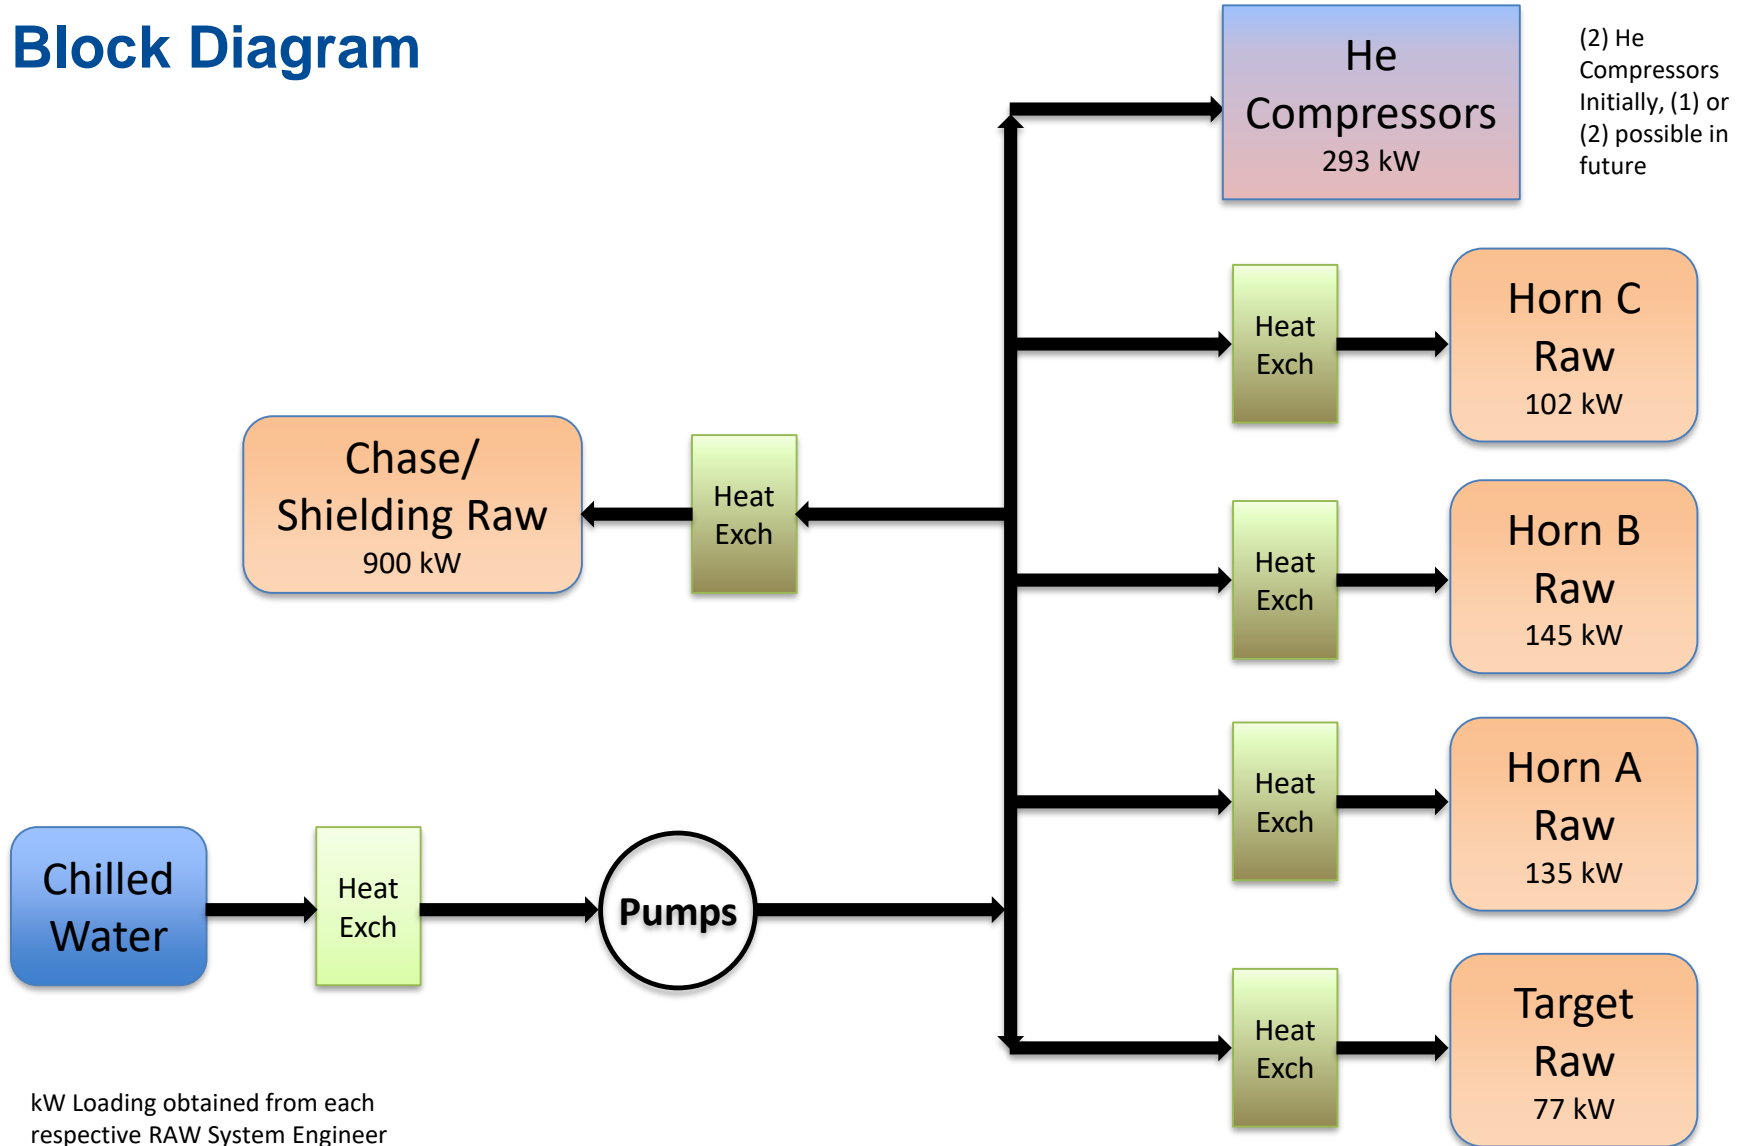 Block Diagram
He
Compressors
293 kW
(2) He
Compressors
Initially, (1) or
(2) possible in
future
Heat
Exch
Horn C
Raw
102 kW
Chase/
Shielding Raw
900 kW
Heat
Exch
Heat
Exch
Horn B
Raw
145 kW
Heat
Exch
Horn A
Raw
135 kW
Chilled
Water
Heat
Exch
Pumps
Heat
Exch
Target
Raw
77 kW
kW Loading obtained from each
respective RAW System Engineer